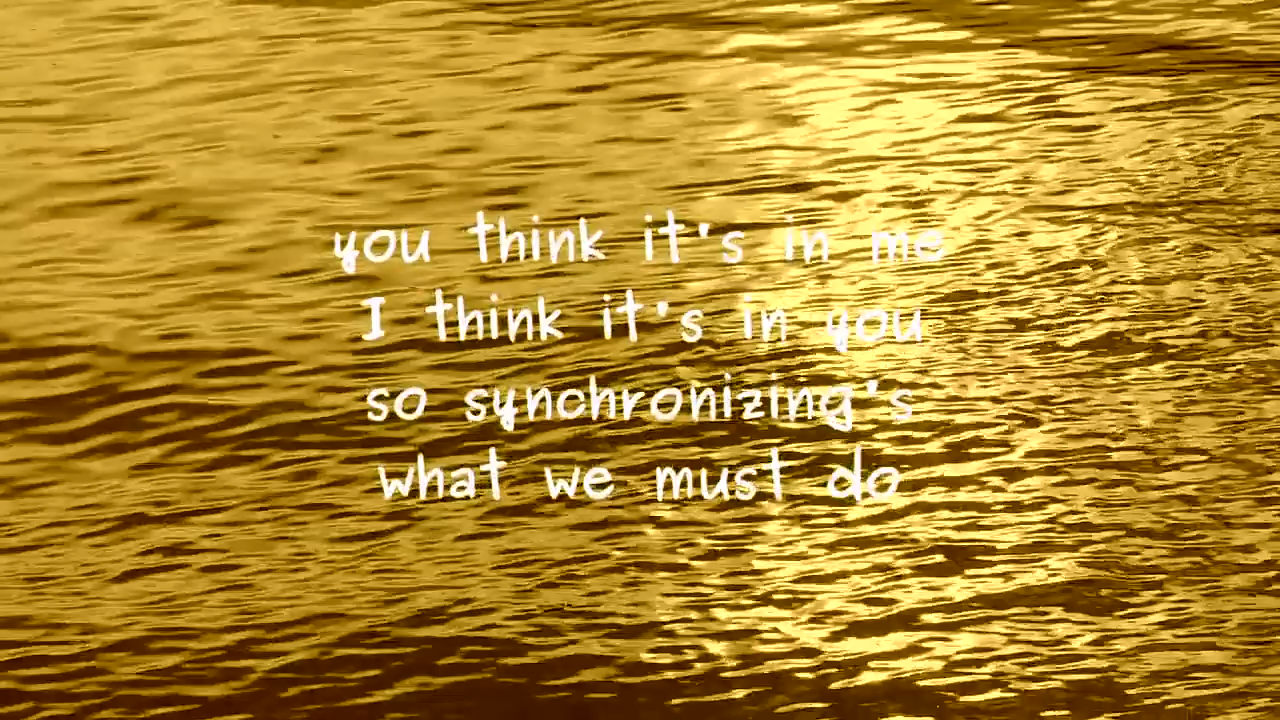 you think it's in me
I think it's in you
so synchronizing's
what we must do